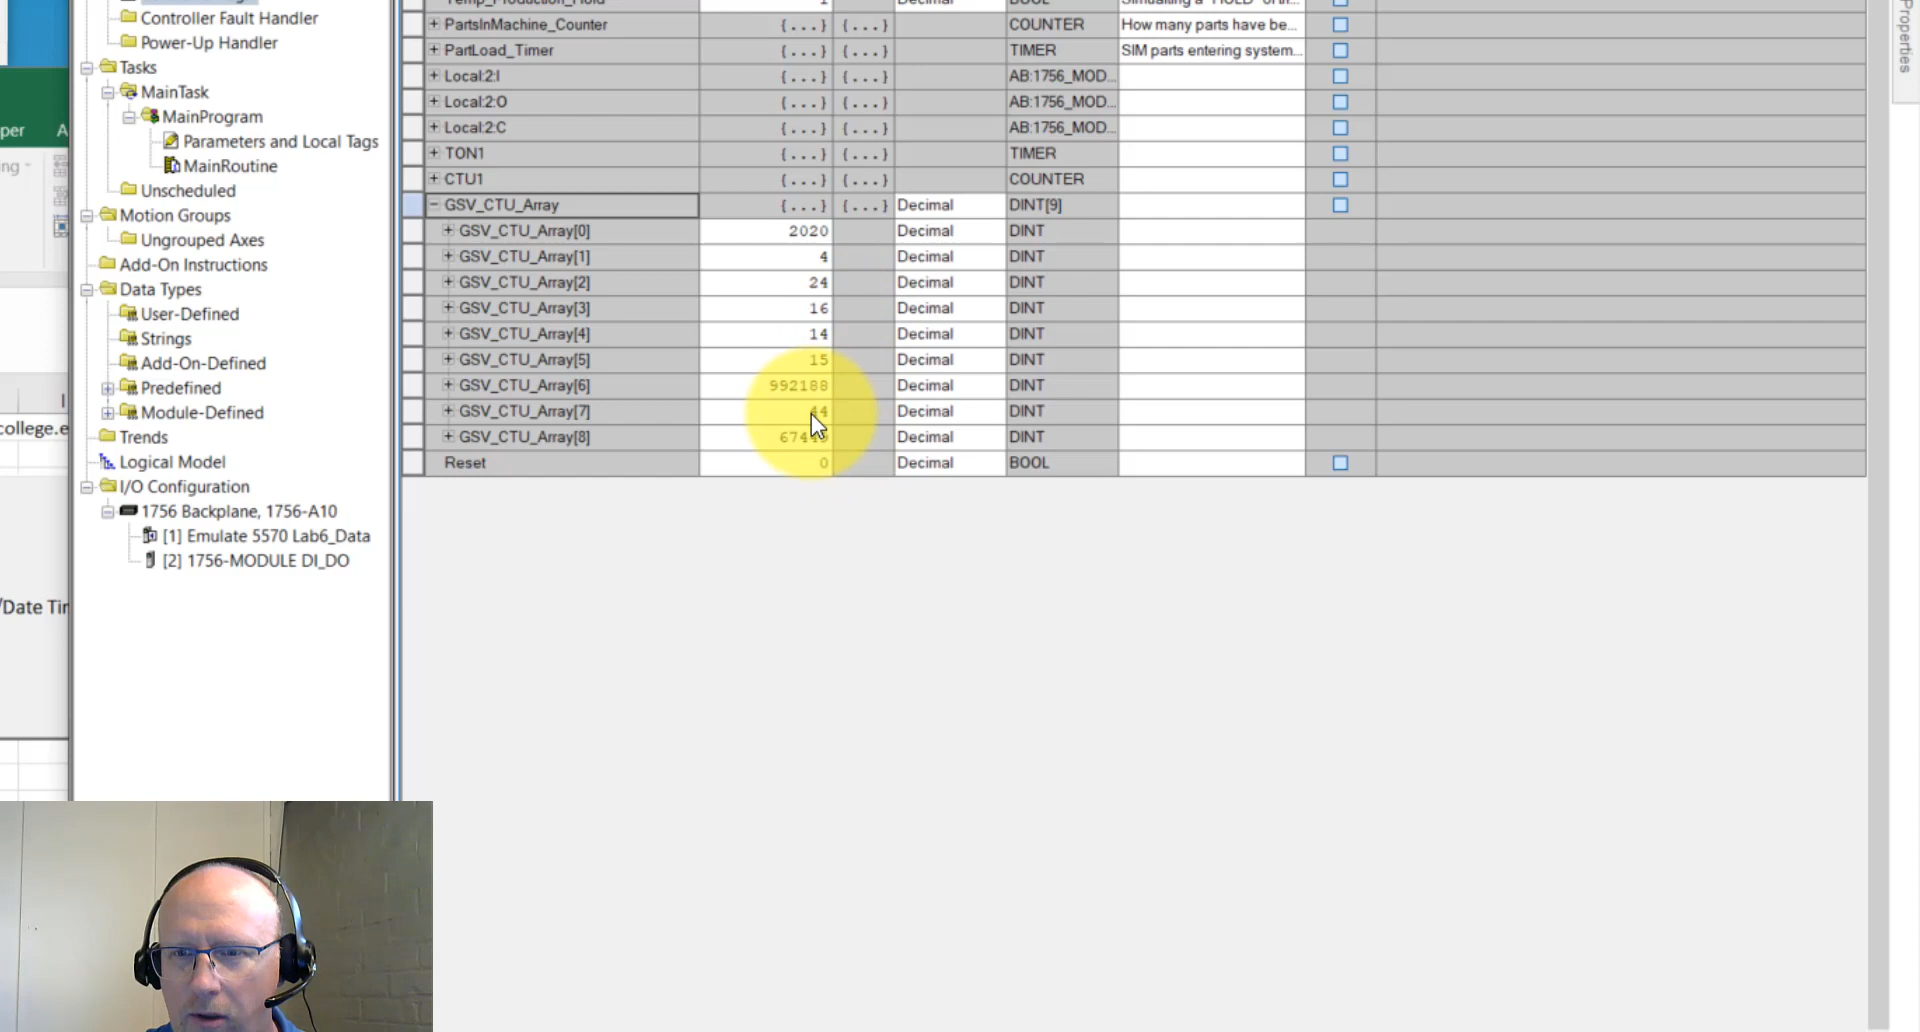 Controller Fault Handler
Power-Up Handler
Tasks
MainTask
MainProgram
Parameters and Local Tags
MainRoutine
Unscheduled
Motion Groups
Ungrouped Axes
Add-On Instructions
Data Types
User-Defined
Strings
Add-On-Defined
Predefined
Module-Defined
Trends
Logical Model
I/O Configuration
1756 Backplane, 1756-A10
[1] Emulate 5570 Lab6_Data
[2] 1756-MODULE DI_DO
per A
ing
I
college.e
/Date Tir
Temp_Production_Hold 1 Decimal BOOL
PartsInMachine_Counter {...} {...} COUNTER How many parts have be...
PartLoad_Timer {...} {...} TIMER SIM parts entering system...
Local:2:I {...} {...} AB:1756_MOD...
Local:2:O {...} {...} AB:1756_MOD...
Local:2:C {...} {...} AB:1756_MOD...
TON1 {...} {...} TIMER
CTU1 {...} {...} COUNTER
GSV_CTU_Array {...} {...} Decimal DINT[9]
GSV_CTU_Array[0] 2020 Decimal DINT
GSV_CTU_Array[1] 4 Decimal DINT
GSV_CTU_Array[2] 24 Decimal DINT
GSV_CTU_Array[3] 16 Decimal DINT
GSV_CTU_Array[4] 14 Decimal DINT
GSV_CTU_Array[5] 15 Decimal DINT
GSV_CTU_Array[6] 992188 Decimal DINT
GSV_CTU_Array[7] 44 Decimal DINT
GSV_CTU_Array[8] Decimal DINT
Reset 0 Decimal BOOL
Properties